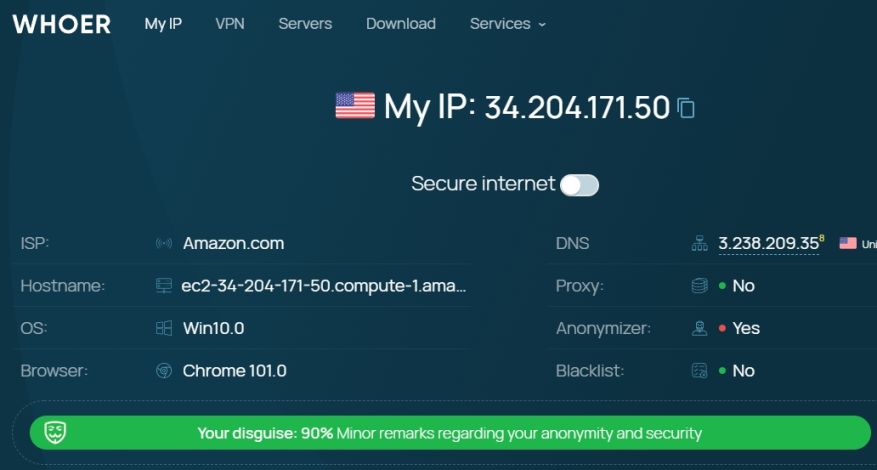 WHOER My IP VPN Servers Download Services
My IP: 34.204.171.50
Secure internet
ISP: Amazon.com
DNS 3.238.209.35 8 Uni
Hostname: ec2-34-204-171-50.compute-1.ama...
Proxy: No
OS: Win10.0
Anonymizer: Yes
Browser: Chrome 101.0
Blacklist: No
Your disguise: 90% Minor remarks regarding your anonymity and security